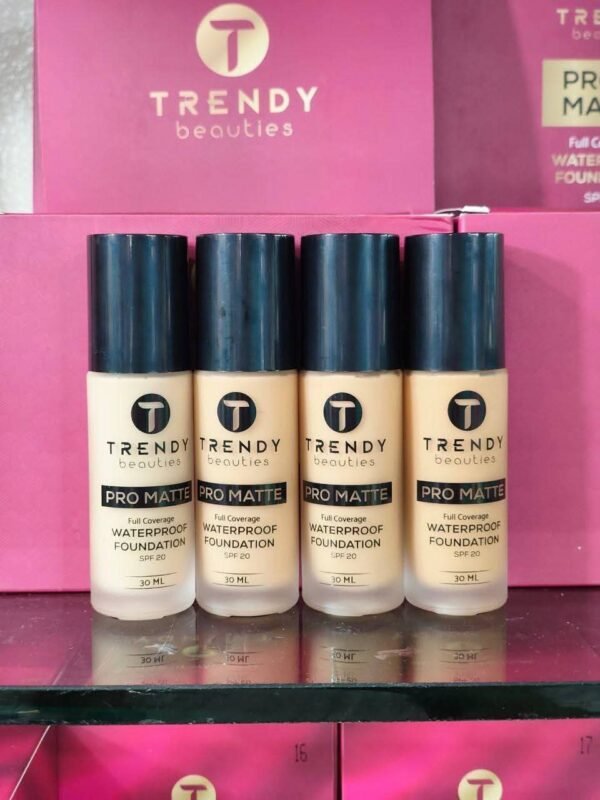 T
TRENDY
beauties
TRE
bea
PR
MA
Full C
WATE
FOUN
SP
T
TRENDY
beauties
PRO MATTE
Full Coverage
WATERPROOF
FOUNDATION
SPF 20
30 ML
T
TRENDY
beauties
PRO MATTE
Full Coverage
WATERPROOF
FOUNDATION
SPF 20
30 ML
T
TRENDY
beauties
PRO MATTE
Full Coverage
WATERPROOF
FOUNDATION
SPF 20
30 ML
T
TRENDY
beauties
PRO MATTE
Full Coverage
WATERPROOF
FOUNDATION
SPF 20
30 ML
16
17
T
T